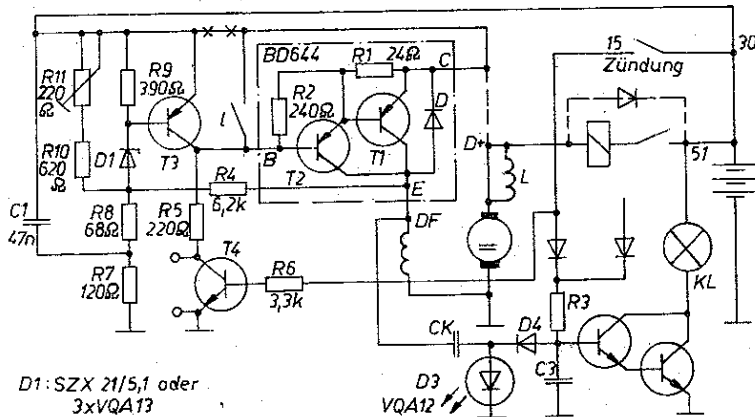 BD644
R1 24Ω
C
15
30
Zündung
R11
220
Ω
R9
390Ω
R2
240Ω
D
R10
620
Ω
D1
T3
l
B
T2
T1
D+
51
L
C1
47n
R8
68Ω
R5
220Ω
R4
6,2k
E
DF
R7
120Ω
T4
R6
3,3k
KL
R3
CK
D4
C3
D3
VQA12
D1: SZX 21/5,1 oder
3xVQA13